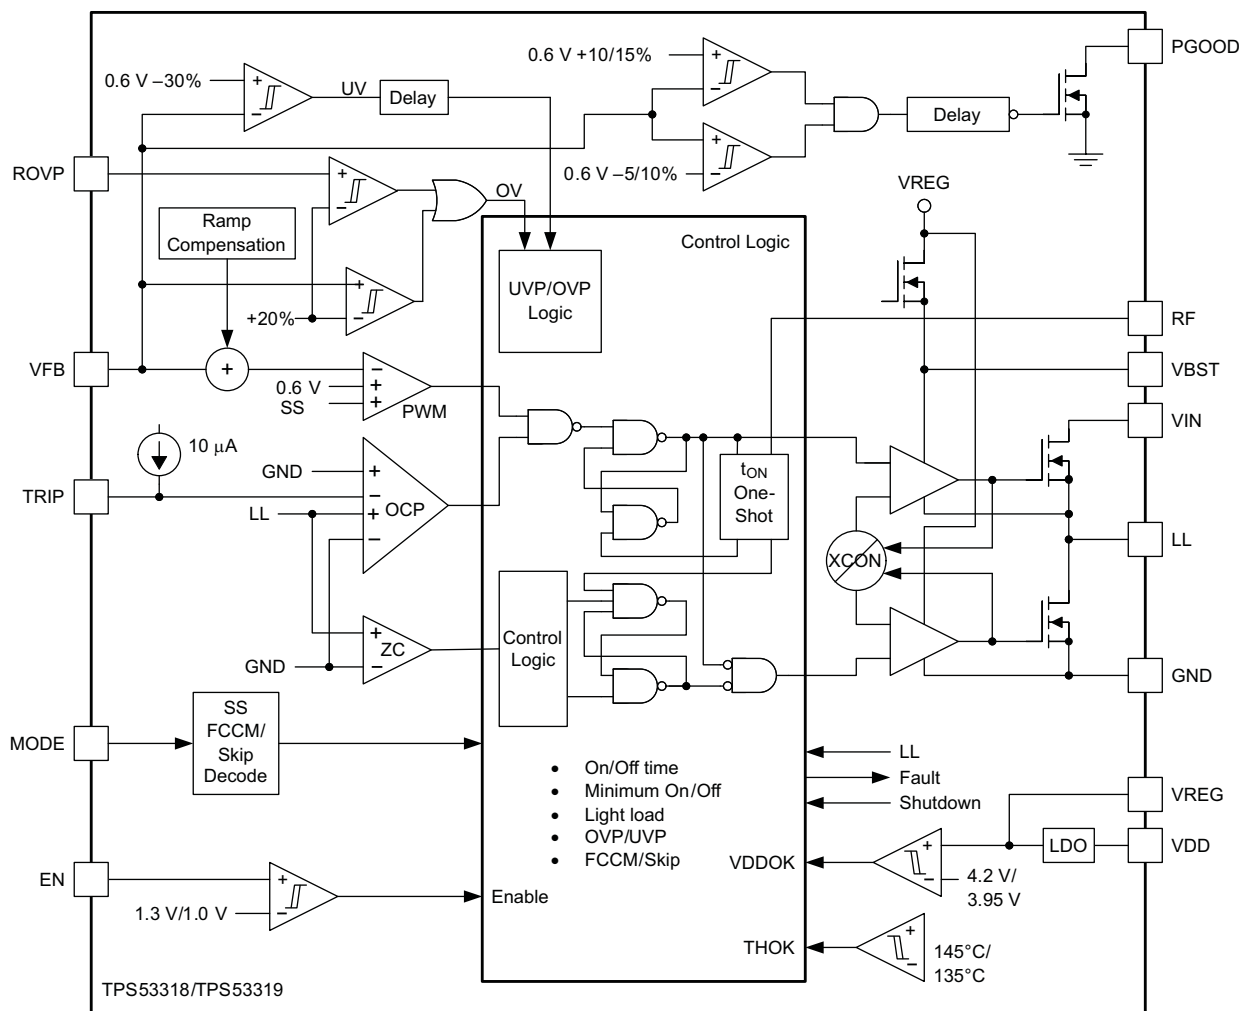 PGOOD
0.6 V +10/15%
0.6 V –30%
UV
Delay
Delay
ROVP
0.6 V –5/10%
VREG
OV
Ramp
Compensation
Control Logic
UVP/OVP
Logic
+20%
RF
VFB
+
VBST
0.6 V
SS
PWM
VIN
10 μA
GND
TRIP
OCP
LL
tON
One-
Shot
LL
XCON
Control
Logic
ZC
GND
GND
SS
FCCM/
Skip
Decode
MODE
LL
Fault
Shutdown
• On/Off time
• Minimum On/Off
• Light load
• OVP/UVP
• FCCM/Skip
VREG
LDO
VDD
VDDOK
4.2 V/
3.95 V
EN
1.3 V/1.0 V
Enable
THOK
145°C/
135°C
TPS53318/TPS53319